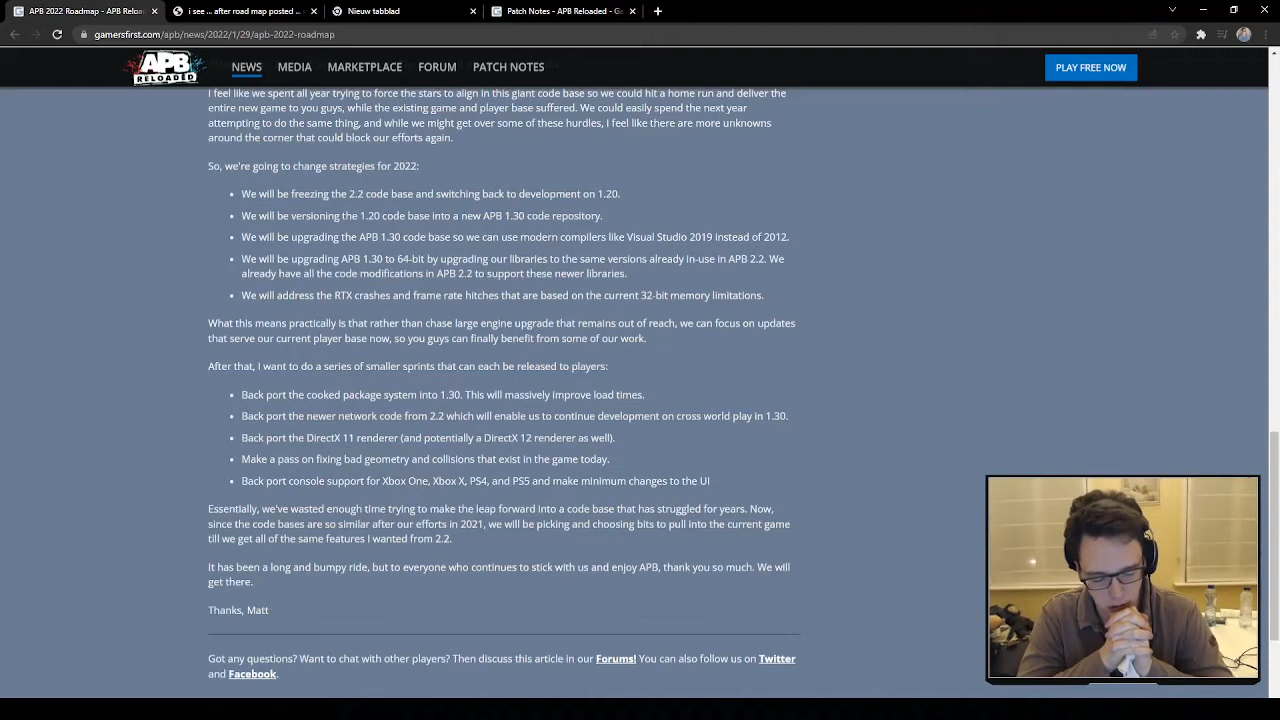 APB 2022 Roadmap - APB Reloaded -
i see ... after road map posted ...
Nieuw tabblad
Patch Notes - APB Reloaded - Ga
gamersfirst.com/apb/news/2022/1/29/apb-2022-roadmap
APB
RELOADED
NEWS
MEDIA
MARKETPLACE
FORUM
PATCH NOTES
PLAY FREE NOW
I feel like we spent all year trying to force the stars to align in this giant code base so we could hit a home run and deliver the
entire new game to you guys, while the existing game and player base suffered. We could easily spend the next year
attempting to do the same thing, and while we might get over some of these hurdles, I feel like there are more unknowns
around the corner that could block our efforts again.
So, we're going to change strategies for 2022:
• We will be freezing the 2.2 code base and switching back to development on 1.20.
• We will be versioning the 1.20 code base into a new APB 1.30 code repository.
• We will be upgrading the APB 1.30 code base so we can use modern compilers like Visual Studio 2019 instead of 2012.
• We will be upgrading APB 1.30 to 64-bit by upgrading our libraries to the same versions already in-use in APB 2.2. We
already have all the code modifications in APB 2.2 to support these newer libraries.
• We will address the RTX crashes and frame rate hitches that are based on the current 32-bit memory limitations.
What this means practically is that rather than chase large engine upgrade that remains out of reach, we can focus on updates
that serve our current player base now, so you guys can finally benefit from some of our work.
After that, I want to do a series of smaller sprints that can each be released to players:
• Back port the cooked package system into 1.30. This will massively improve load times.
• Back port the newer network code from 2.2 which will enable us to continue development on cross world play in 1.30.
• Back port the DirectX 11 renderer (and potentially a DirectX 12 renderer as well).
• Make a pass on fixing bad geometry and collisions that exist in the game today.
• Back port console support for Xbox One, Xbox X, PS4, and PS5 and make minimum changes to the UI
Essentially, we've wasted enough time trying to make the leap forward into a code base that has struggled for years. Now,
since the code bases are so similar after our efforts in 2021, we will be picking and choosing bits to pull into the current game
till we get all of the same features I wanted from 2.2.
It has been a long and bumpy ride, but to everyone who continues to stick with us and enjoy APB, thank you so much. We will
get there.
Thanks, Matt
Got any questions? Want to chat with other players? Then discuss this article in our Forums! You can also follow us on Twitter
and Facebook.